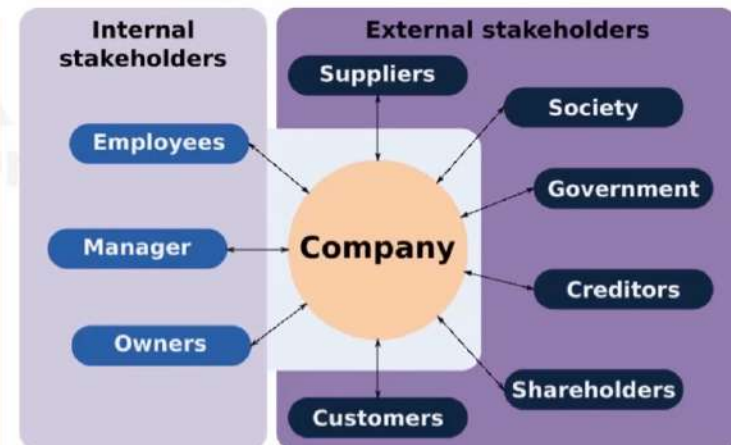 Internal
stakeholders
External stakeholders
Suppliers
Society
Employees
Government
Manager
Company
Creditors
Owners
Shareholders
Customers